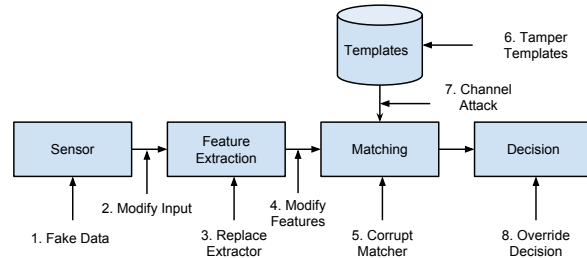 Templates
6. Tamper
Templates
7. Channel
Attack
Sensor
Feature
Extraction
Matching
Decision
1. Fake Data
2. Modify Input
3. Replace
Extractor
4. Modify
Features
5. Corrupt
Matcher
8. Override
Decision